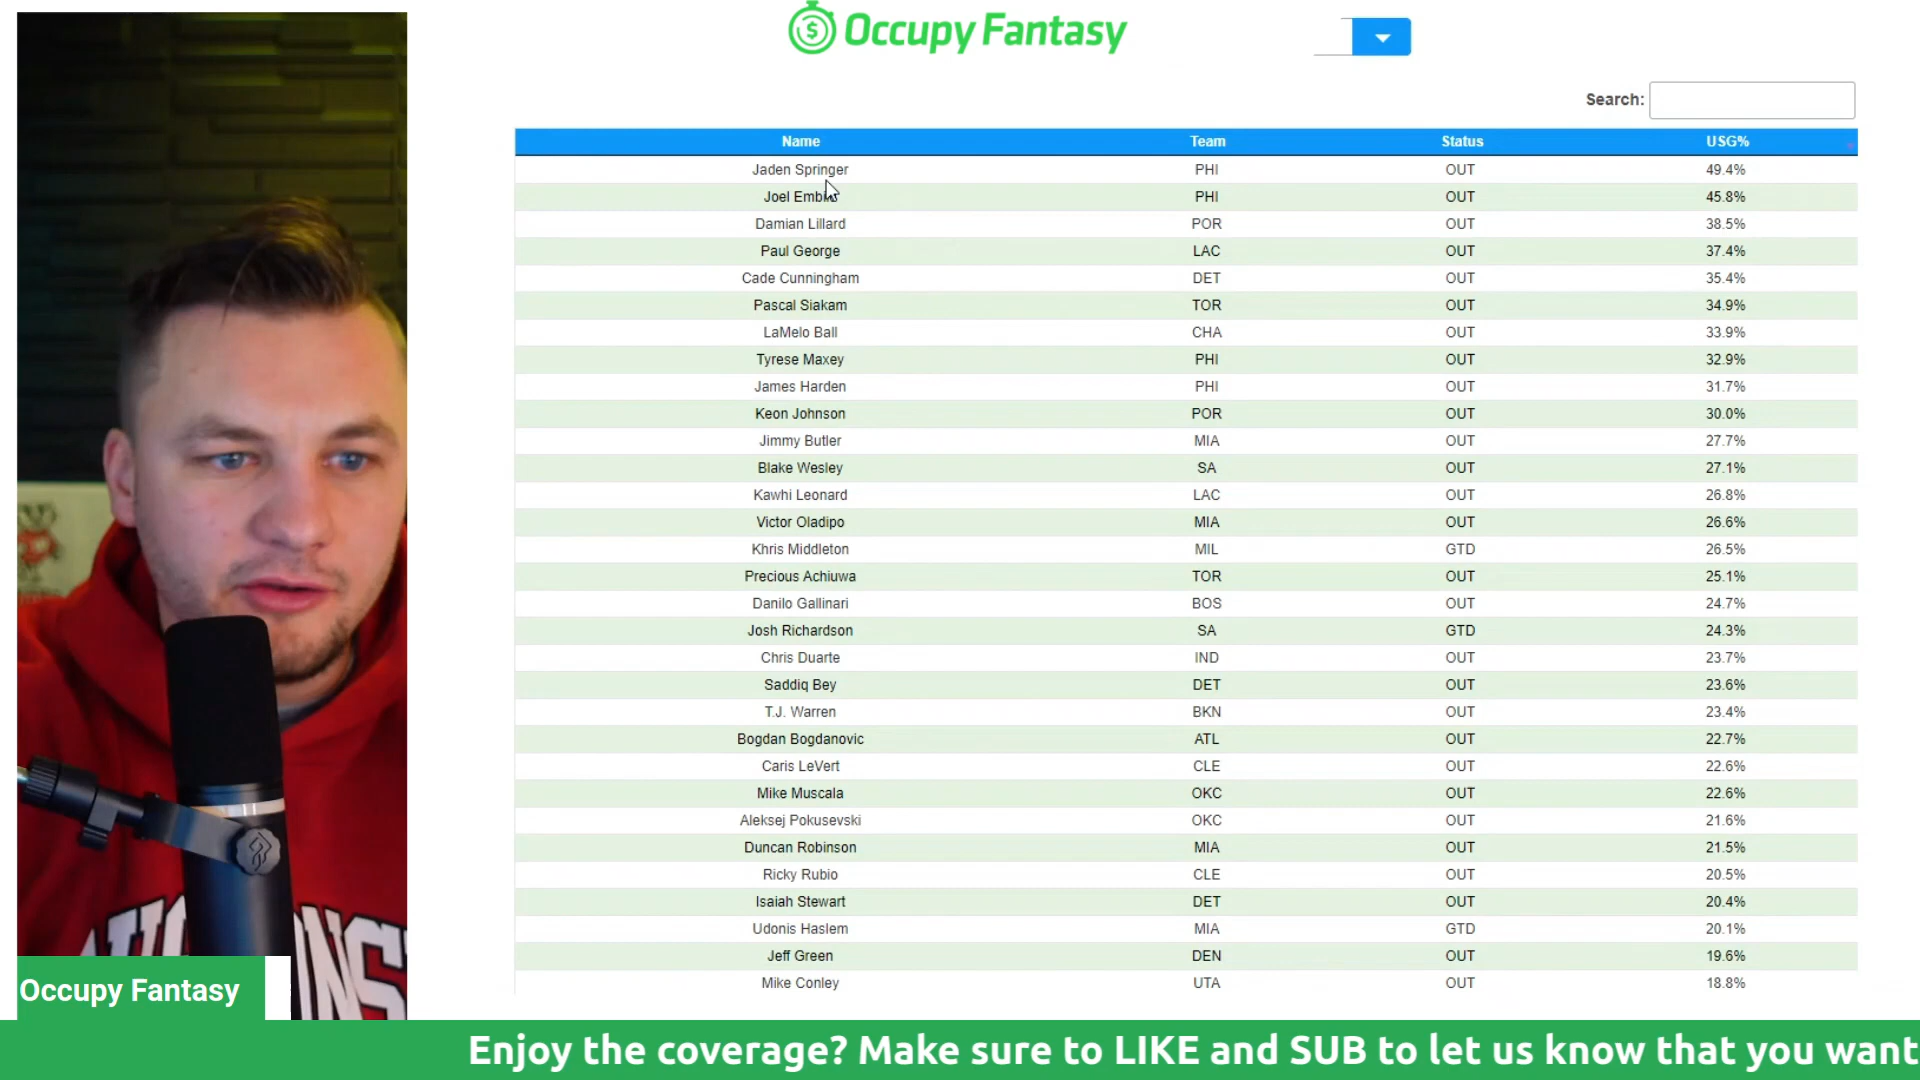 Occupy Fantasy
Search:
Name Team Status USG%
Jaden Springer PHI OUT 49.4%
Joel PHI OUT 45.8%
Damian Lillard POR OUT 38.5%
Paul George LAC OUT 37.4%
Cade Cunningham DET OUT 35.4%
Pascal Siakam TOR OUT 34.9%
LaMelo Ball CHA OUT 33.9%
Tyrese Maxey PHI OUT 32.9%
James Harden PHI OUT 31.7%
Keon Johnson POR OUT 30.0%
Jimmy Butler MIA OUT 27.7%
Blake Wesley SA OUT 27.1%
Kawhi Leonard LAC OUT 26.8%
Victor Oladipo MIA OUT 26.6%
Khris Middleton MIL GTD 26.5%
Precious Achiuwa TOR OUT 25.1%
Danilo Gallinari BOS OUT 24.7%
Josh Richardson SA GTD 24.3%
Chris Duarte IND OUT 23.7%
Saddiq Bey DET OUT 23.6%
T.J. Warren BKN OUT 23.4%
Bogdan Bogdanovic ATL OUT 22.7%
Caris LeVert CLE OUT 22.6%
Mike Muscala OKC OUT 22.6%
Aleksej Pokusevski OKC OUT 21.6%
Duncan Robinson MIA OUT 21.5%
Ricky Rubio CLE OUT 20.5%
Isaiah Stewart DET OUT 20.4%
Udonis Haslem MIA GTD 20.1%
Jeff Green DEN OUT 19.6%
Mike Conley UTA OUT 18.8%
Occupy Fantasy
Enjoy the coverage? Make sure to LIKE and SUB to let us know that you want